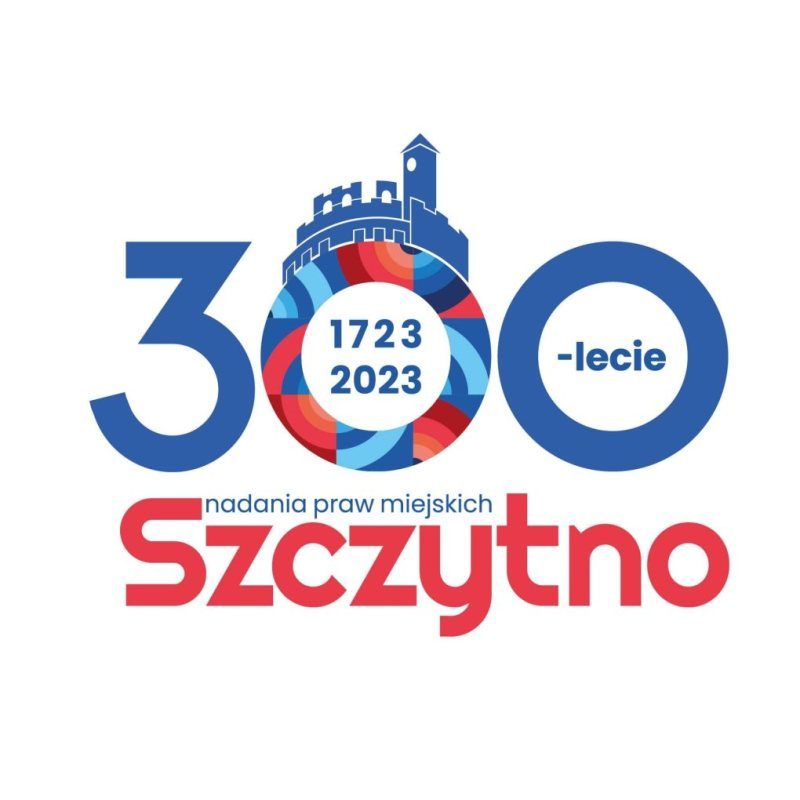 300
1723
2023
-lecie
nadania praw miejskich
Szczytno